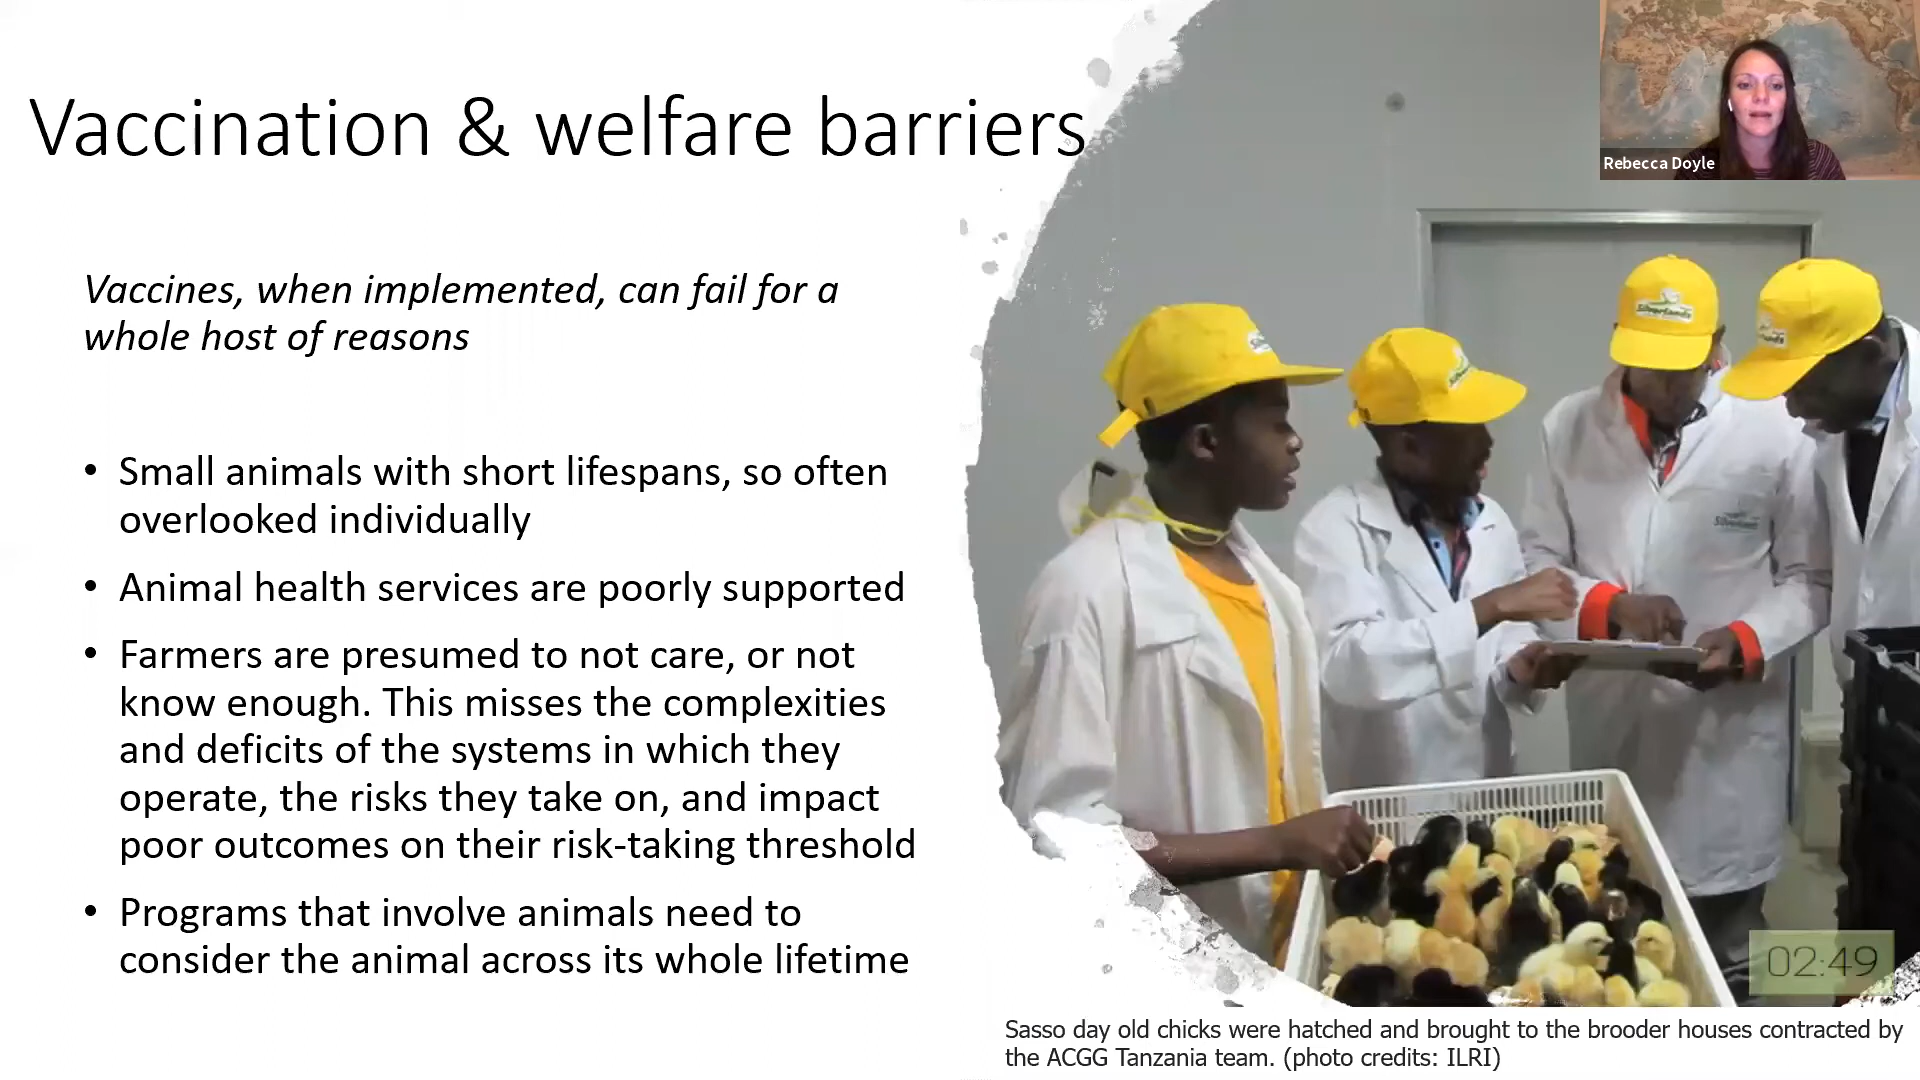 Vaccination & welfare barriers
Rebecca Doyle
Vaccines, when implemented, can fail for a
whole host of reasons
• Small animals with short lifespans, so often
overlooked individually
• Animal health services are poorly supported
• Farmers are presumed to not care, or not
know enough. This misses the complexities
and deficits of the systems in which they
operate, the risks they take on, and impact
poor outcomes on their risk-taking threshold
• Programs that involve animals need to
consider the animal across its whole lifetime
Silverlands
Silverlands
02:49
Sasso day old chicks were hatched and brought to the brooder houses contracted by
the ACGG Tanzania team. (photo credits: ILRI)